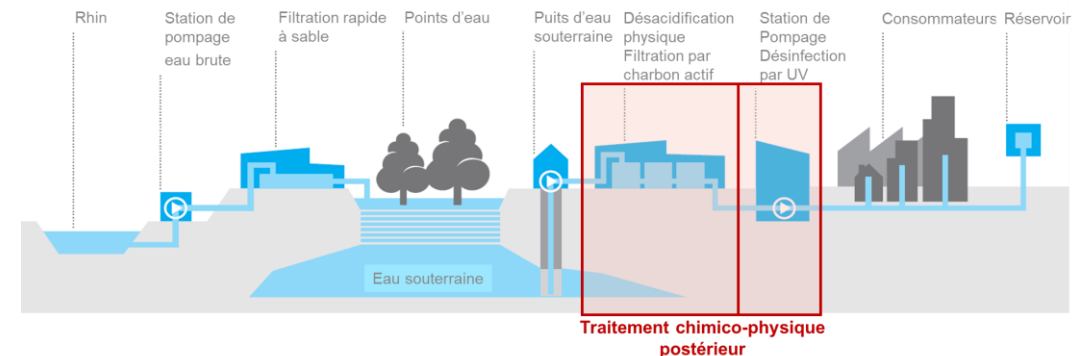 Rhin
Station de
pompage
eau brute
Filtration rapide
à sable
Points d'eau
Puits d'eau
souterraine
Désacidification
physique
Filtration par
charbon actif
Station de
Pompage
Désinfection
par UV
Consommateurs
Réservoir
Eau souterraine
Traitement chimico-physique
postérieur